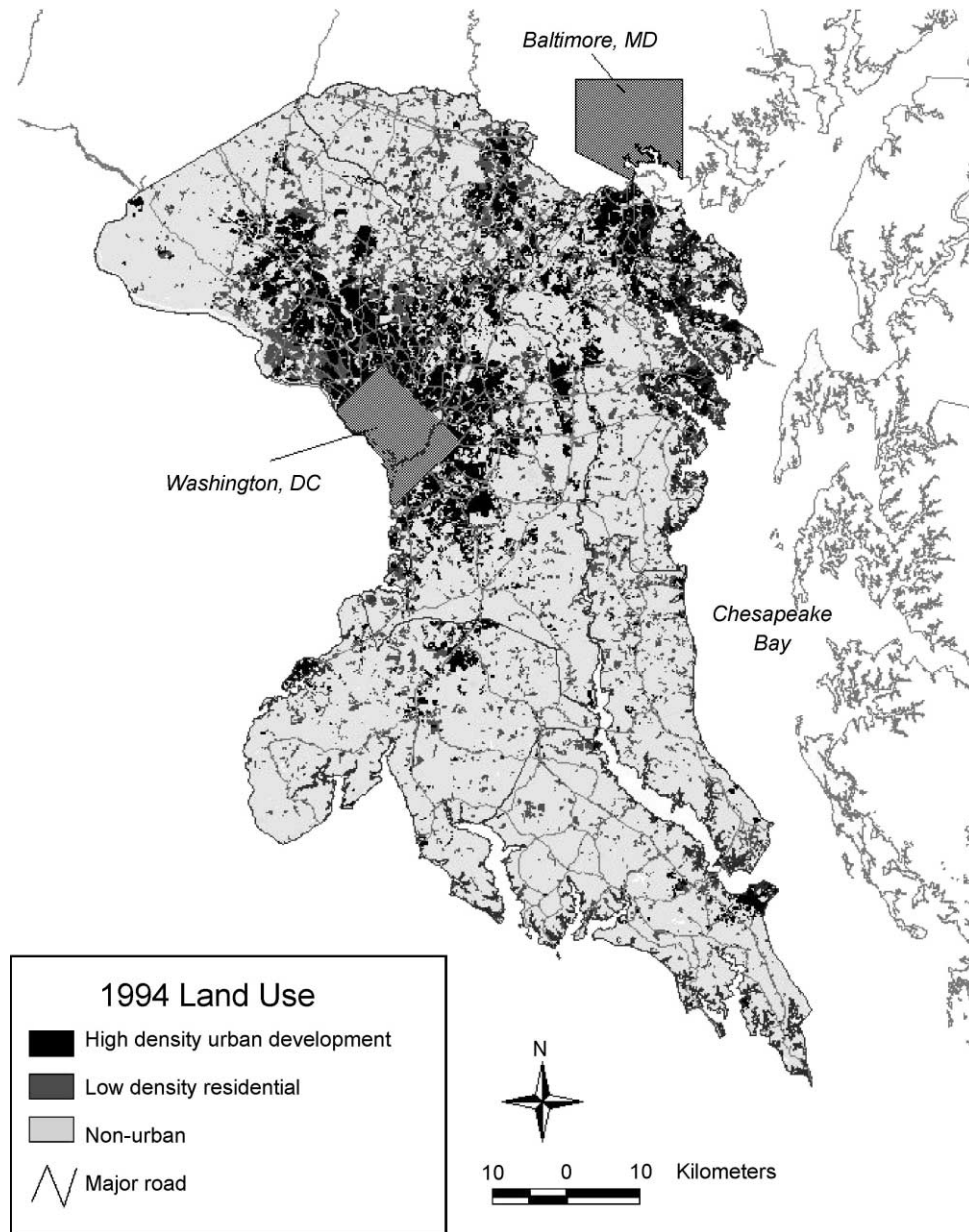 Baltimore, MD
Washington, DC
Chesapeake
Bay
1994 Land Use
High density urban development
Low density residential
Non-urban
Major road
N
10 0 10 Kilometers